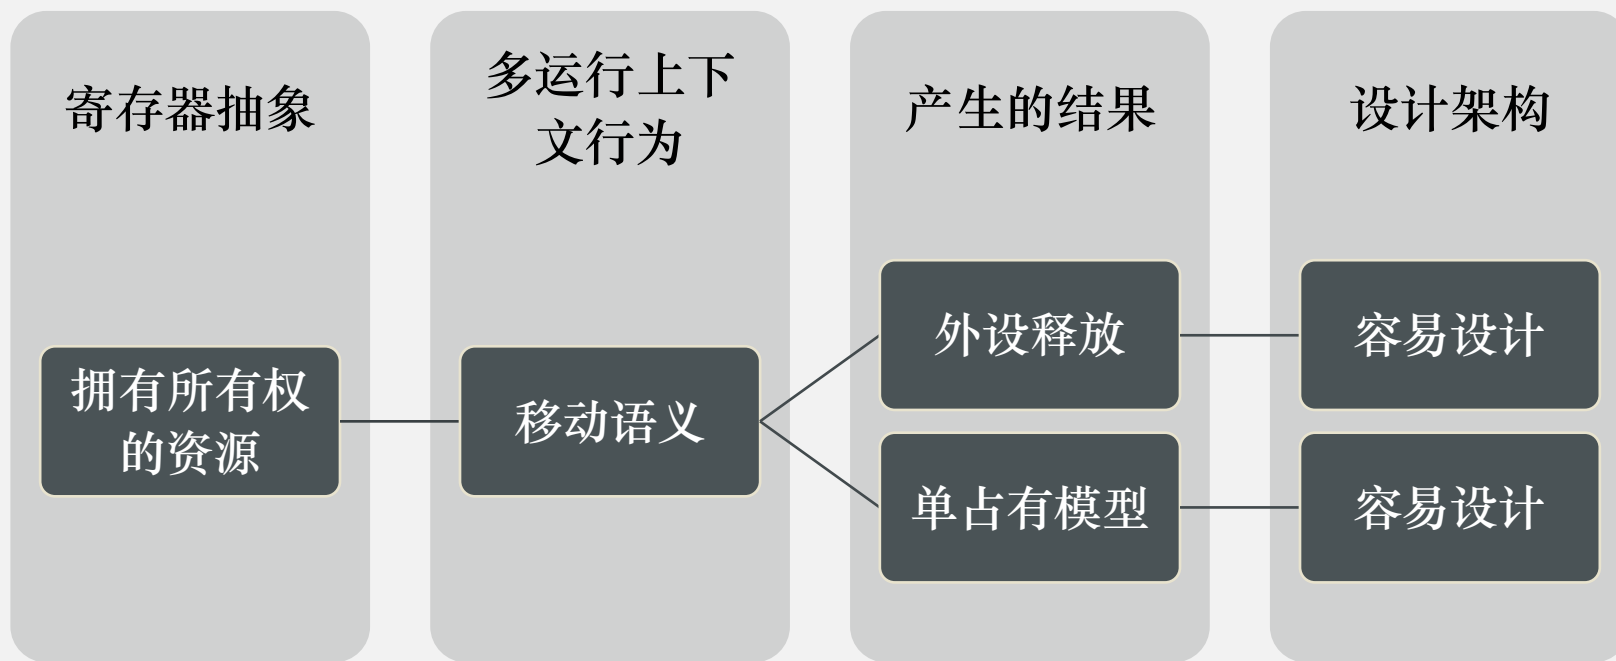 寄存器抽象
多运行上下
文行为
产生的结果
设计架构
拥有所有权
的资源
移动语义
外设释放
容易设计
单占有模型
容易设计